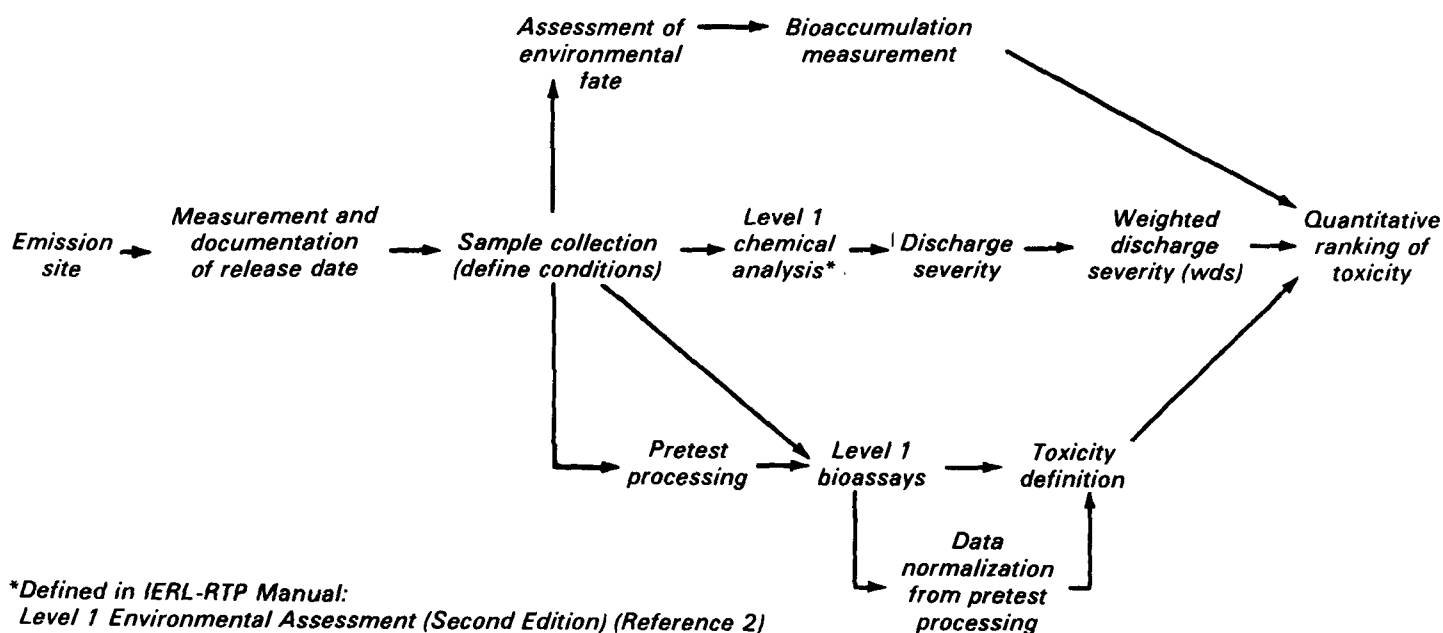 Assessment of
environmental
fate
Bioaccumulation
measurement
Emission
site
Measurement and
documentation
of release date
Sample collection
(define conditions)
Level 1
chemical
analysis*
Discharge
severity
Weighted
discharge
severity (wds)
Quantitative
ranking of
toxicity
Pretest
processing
Level 1
bioassays
Toxicity
definition
Data
normalization
from pretest
processing
*Defined in IERL-RTP Manual:
Level 1 Environmental Assessment (Second Edition) (Reference 2)